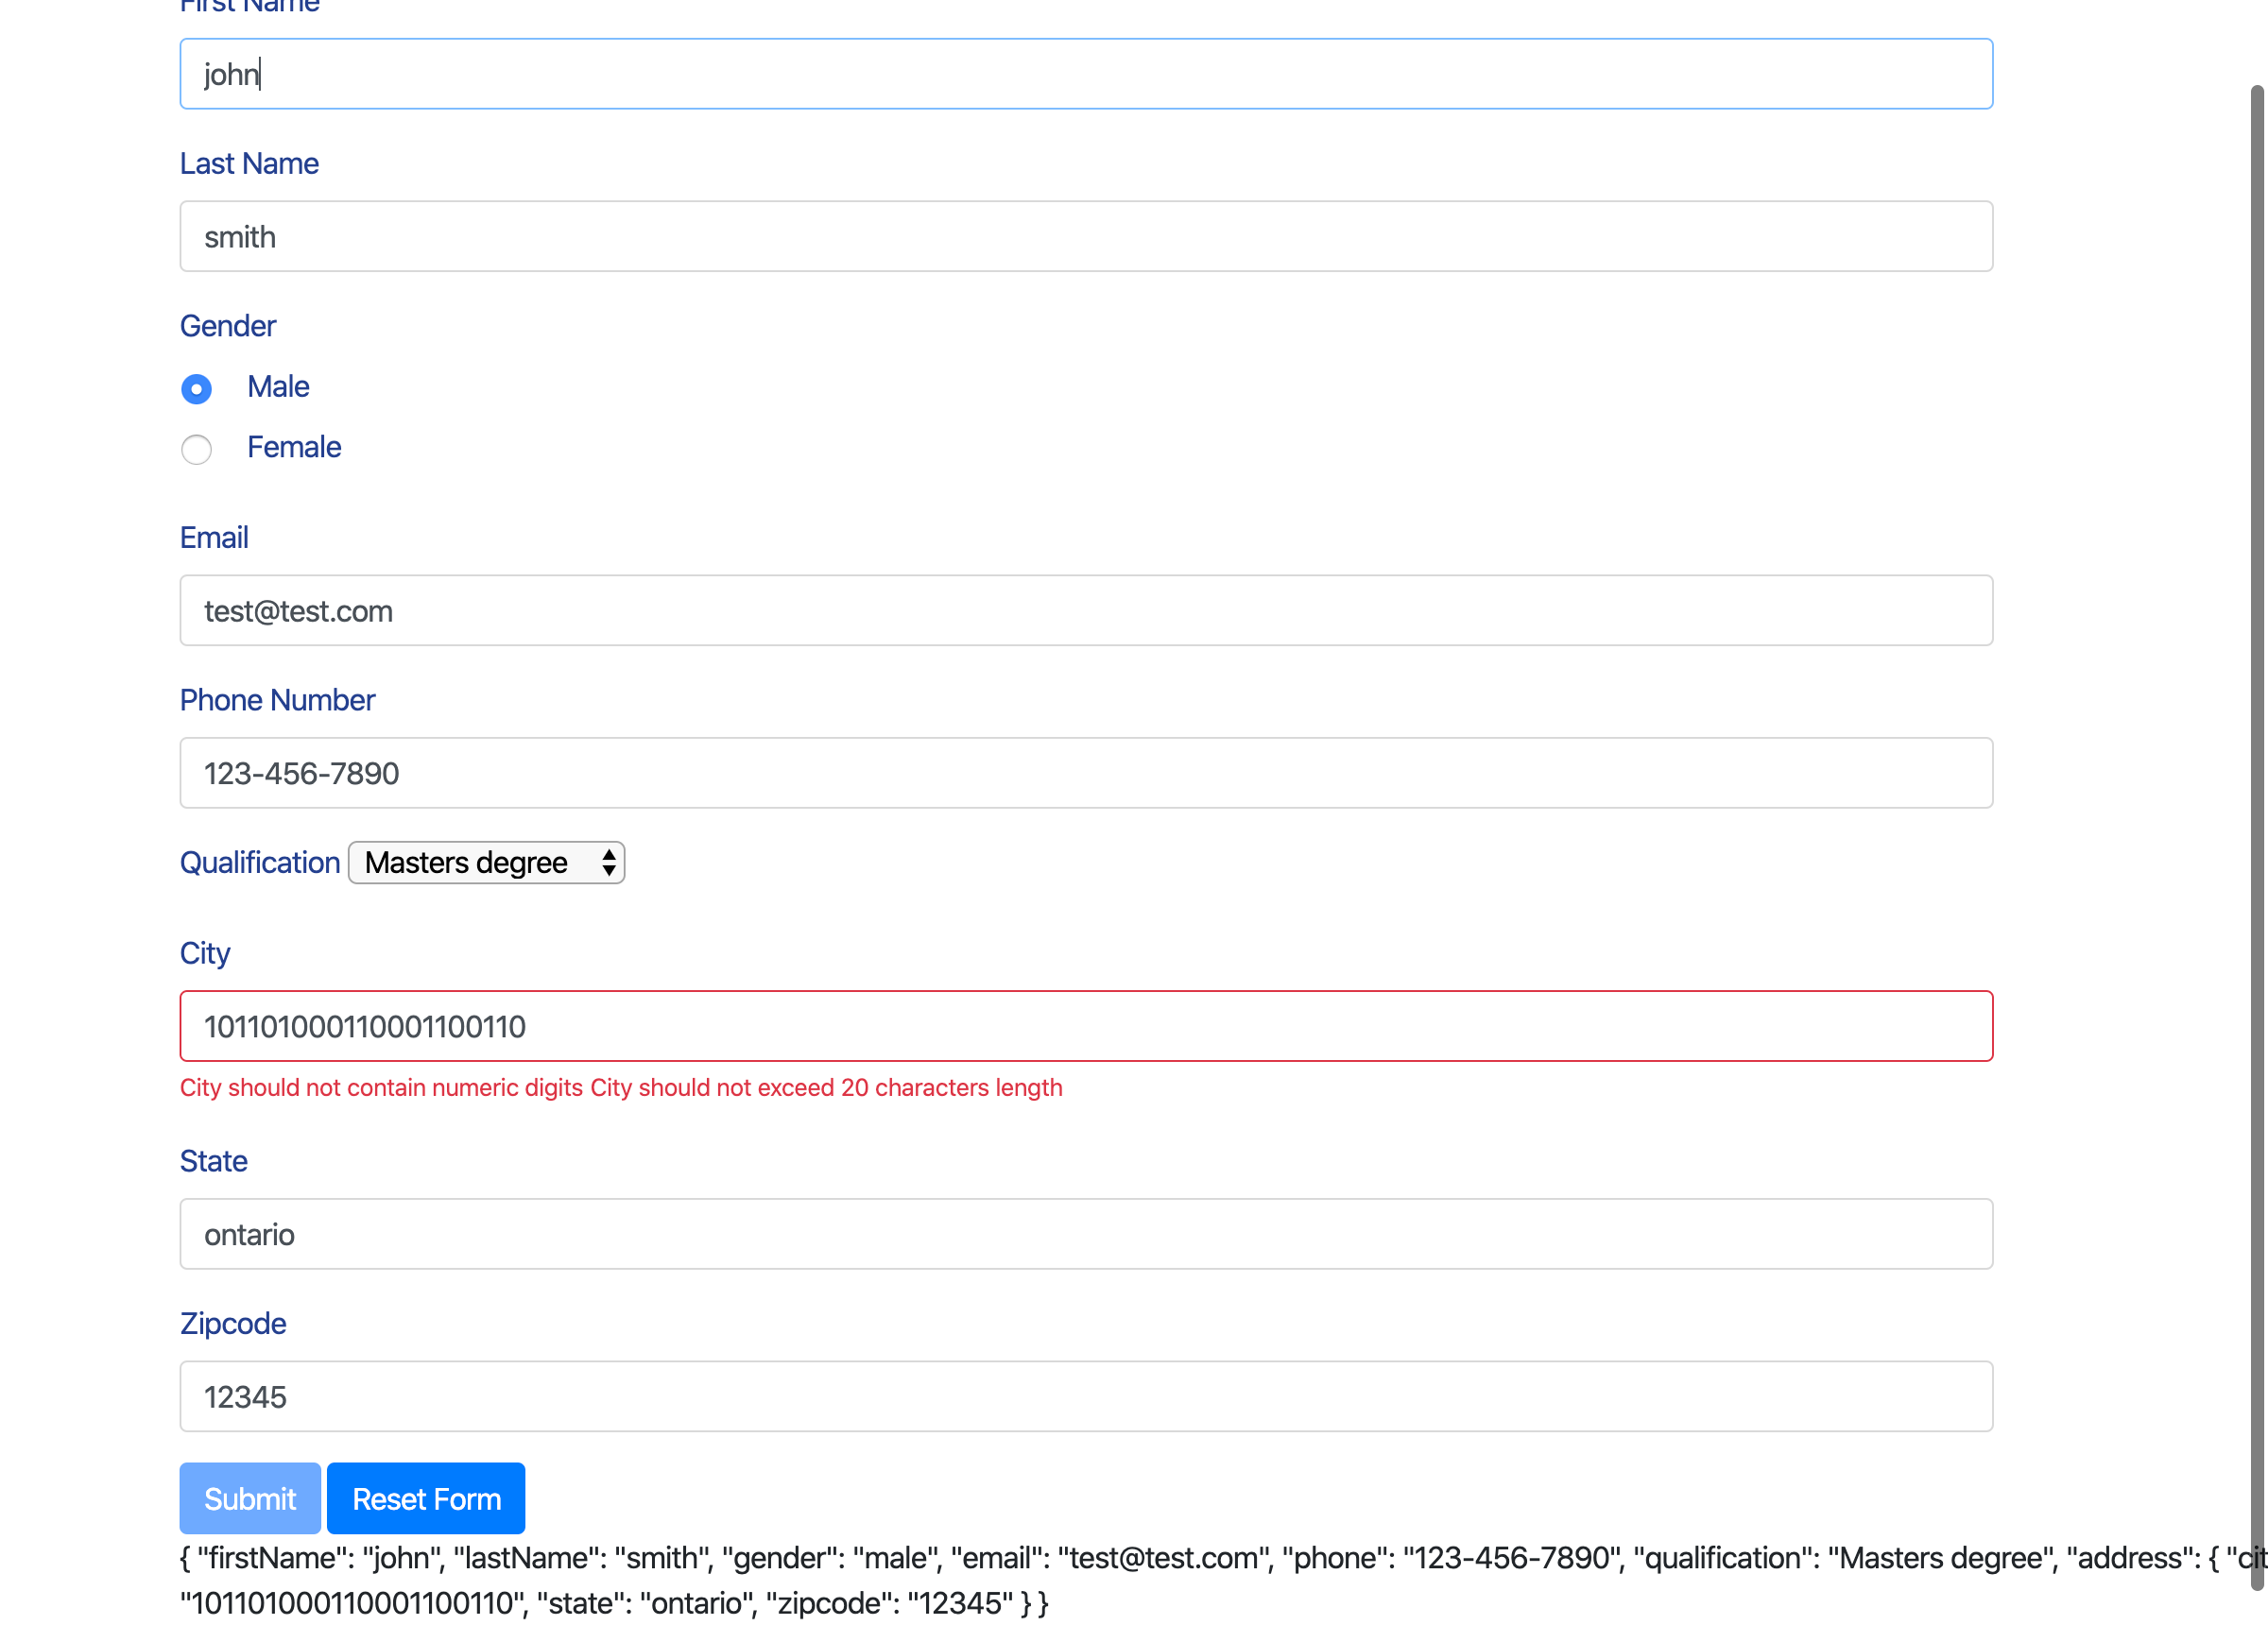 First Name
john
Last Name
smith
Gender
Male
Female
Email
test@test.com
Phone Number
123-456-7890
Qualification Masters degree
City
101101000110001100110
City should not contain numeric digits City should not exceed 20 characters length
State
ontario
Zipcode
12345
Submit Reset Form
{ "firstName": "john", "lastName": "smith", "gender": "male", "email": "test@test.com", "phone": "123-456-7890", "qualification": "Masters degree", "address": { "cit
"101101000110001100110", "state": "ontario", "zipcode": "12345" } }